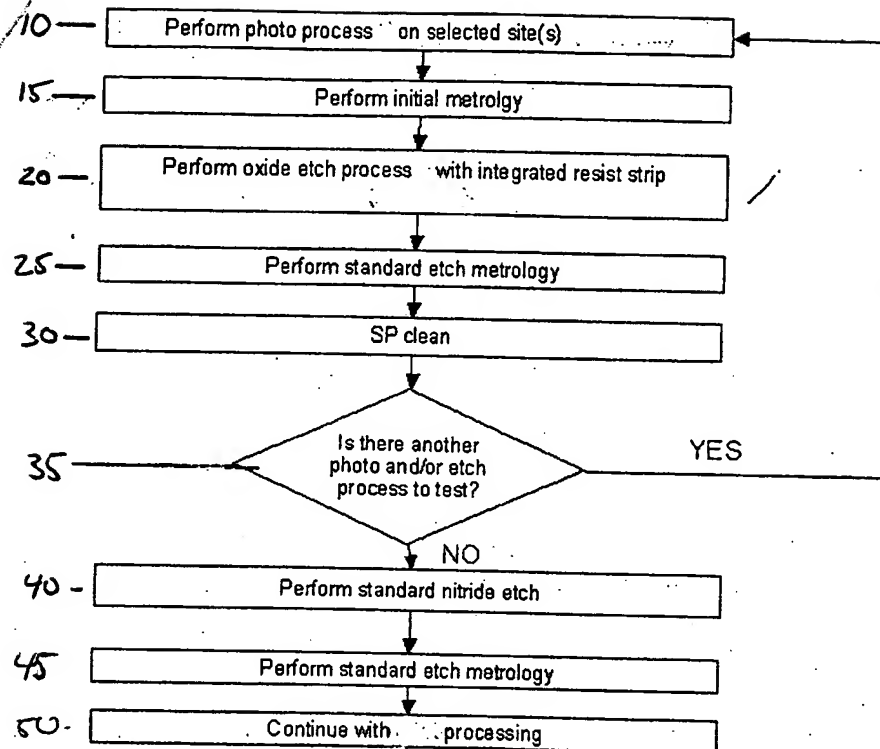 10 Perform photo process on selected site(s)
15 Perform initial metrolgy
20 Perform oxide etch process with integrated resist strip
25 Perform standard etch metrology
30 SP clean
Is there another
photo and/or etch
35 process to test?
YES
NO
40 Perform standard nitride etch
45 Perform standard etch metrology
50 Continue with processing